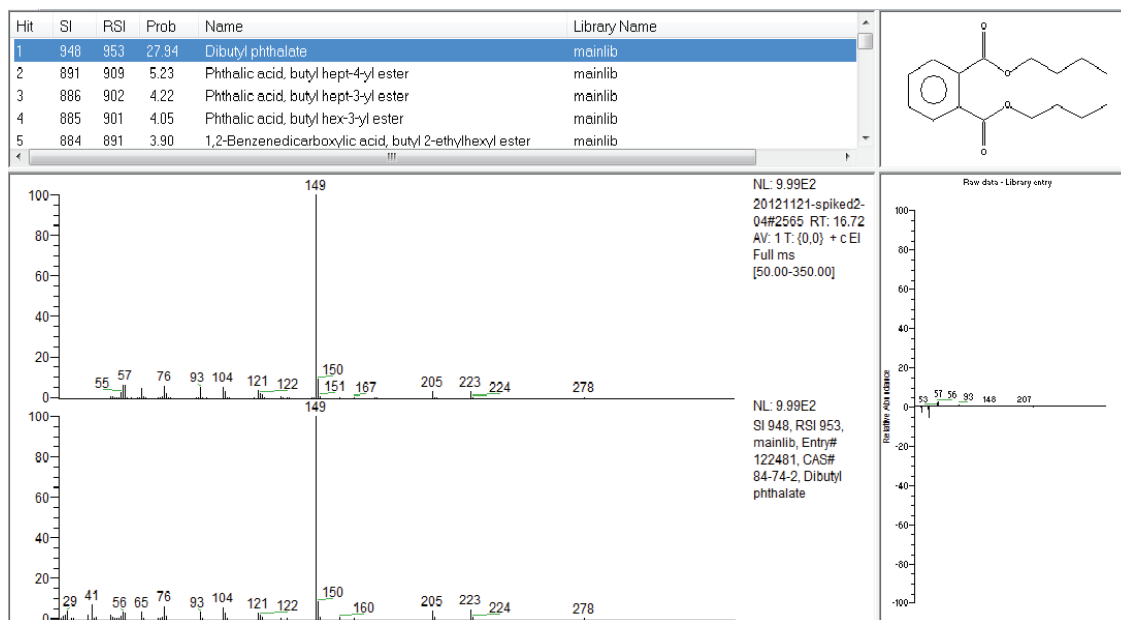 Hit SI RSI Prob Name Library Name
1 948 953 27.94 Dibutyl phthalate mainlib
2 891 909 5.23 Phthalic acid, butyl hept-4-yl ester mainlib
3 886 902 4.22 Phthalic acid, butyl hept-3-yl ester mainlib
4 885 901 4.05 Phthalic acid, butyl hex-3-yl ester mainlib
5 884 891 3.90 1,2-Benzenedicarboxylic acid, butyl 2-ethylhexyl ester mainlib
O
O
O
O
149
100
80
60
40
20
0
55 57 76 93 104 121 122 150 151 167 205 223 224 278
NL: 9.99E2
20121121-spiked2-
04#2565 RT: 16.72
AV: 1 T: {0,0} + c EI
Full ms
[50.00-350.00]
149
100
80
60
40
20
0
29 41 56 65 76 93 104 121 122 150 160 205 223 224 278
NL: 9.99E2
SI 948, RSI 953,
mainlib, Entry#
122481, CAS#
84-74-2, Dibutyl
phthalate
Raw data - Library entry
Relative Abundance
100
80
60
40
20
0
-20
-40
-60
-80
-100
53 57 56 93 148 207